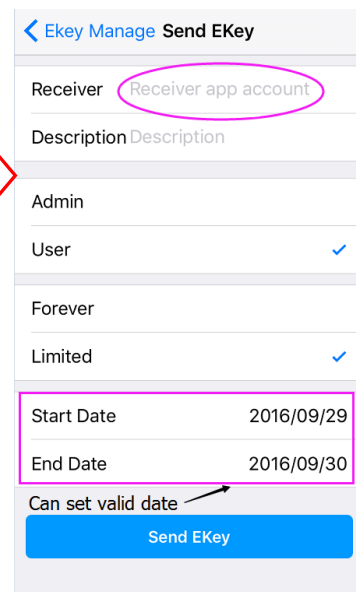 Ekey Manage Send EKey
Receiver Receiver app account
Description Description
Admin
User
Forever
Limited
Start Date 2016/09/29
End Date 2016/09/30
Can set valid date
Send EKey